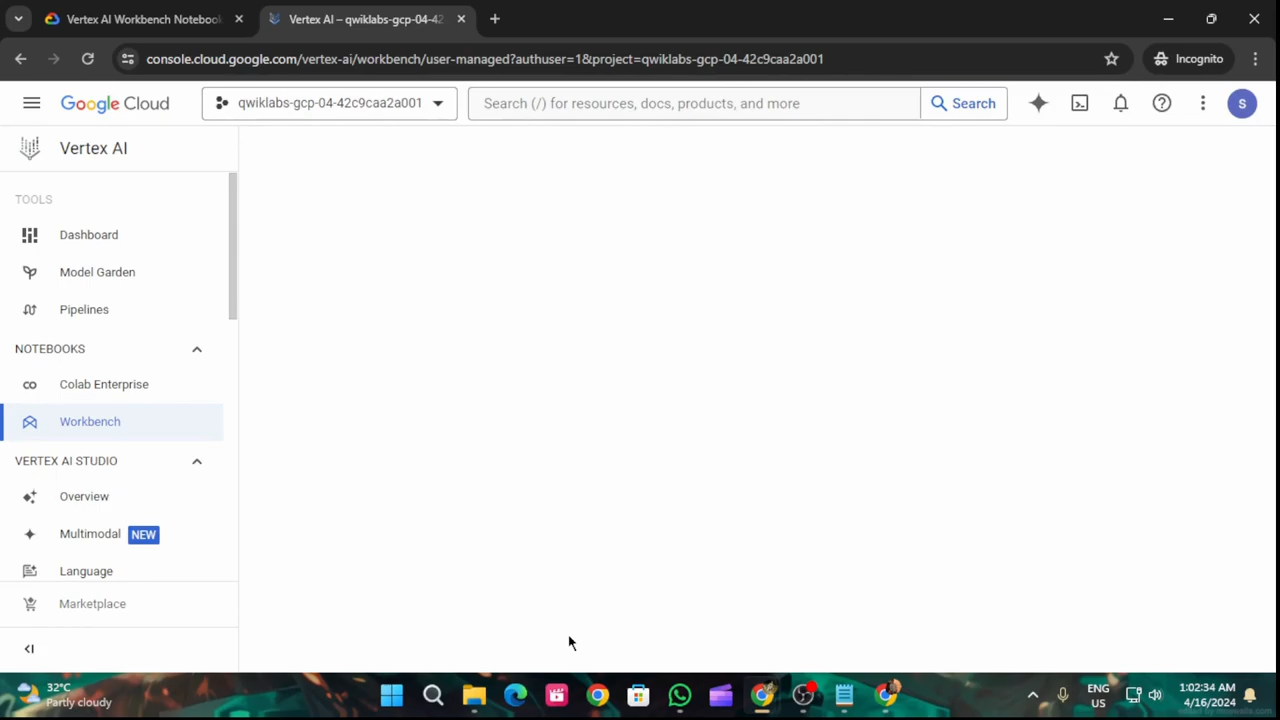 Vertex AI Workbench Notebook
Vertex AI – qwiklabs-gcp-04-42
console.cloud.google.com/vertex-ai/workbench/user-managed?authuser=1&project=qwiklabs-gcp-04-42c9caa2a001
Incognito
Google Cloud
qwiklabs-gcp-04-42c9caa2a001
Search (/) for resources, docs, products, and more
Search
S
Vertex AI
TOOLS
Dashboard
Model Garden
Pipelines
NOTEBOOKS
Colab Enterprise
Workbench
VERTEX AI STUDIO
Overview
Multimodal NEW
Language
Marketplace
32°C
Partly cloudy
ENG
US
1:02:34 AM
4/16/2024